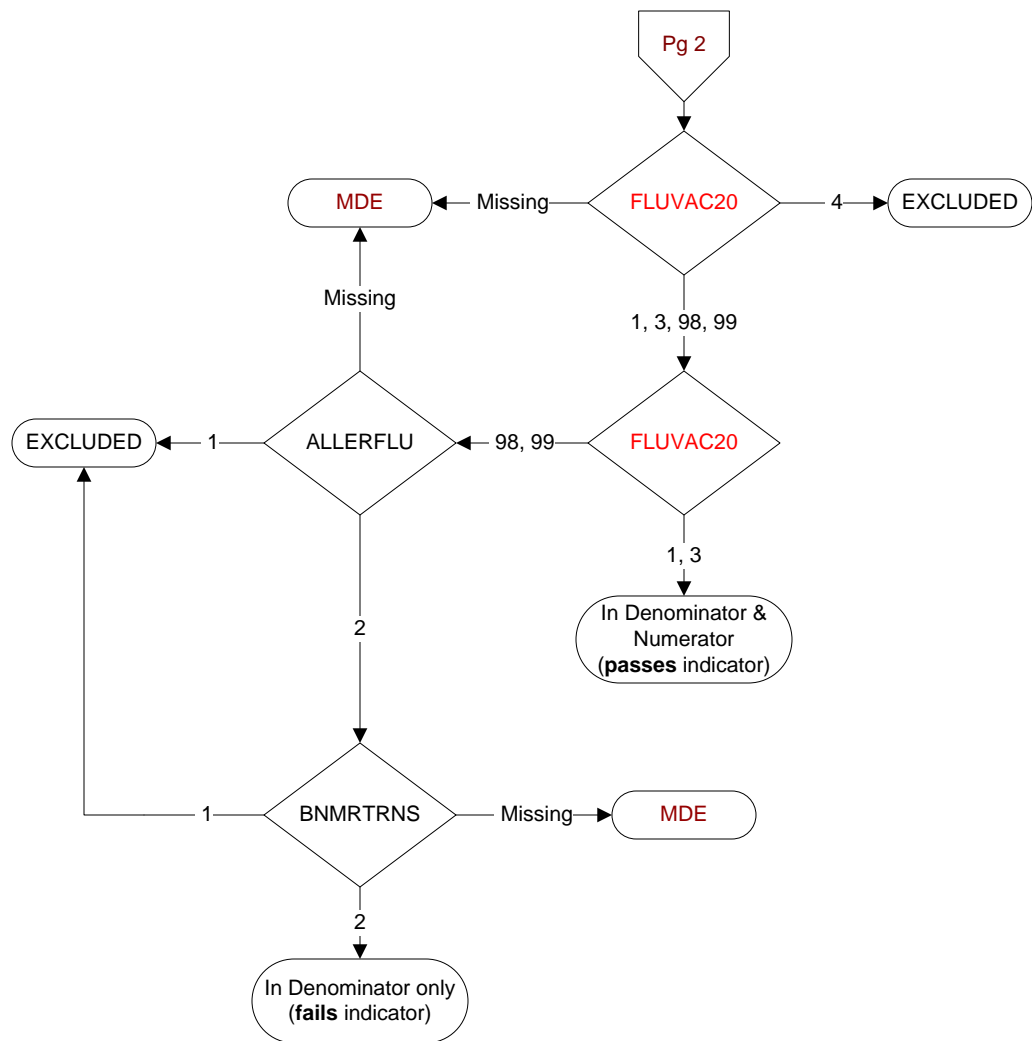 Pg 2
MDE
Missing
FLUVAC20
4
EXCLUDED
Missing
1, 3, 98, 99
EXCLUDED
1
ALLERFLU
98, 99
FLUVAC20
1, 3
2
In Denominator &
Numerator
(passes indicator)
1
BNMRTRNS
Missing
MDE
2
In Denominator only
(fails indicator)